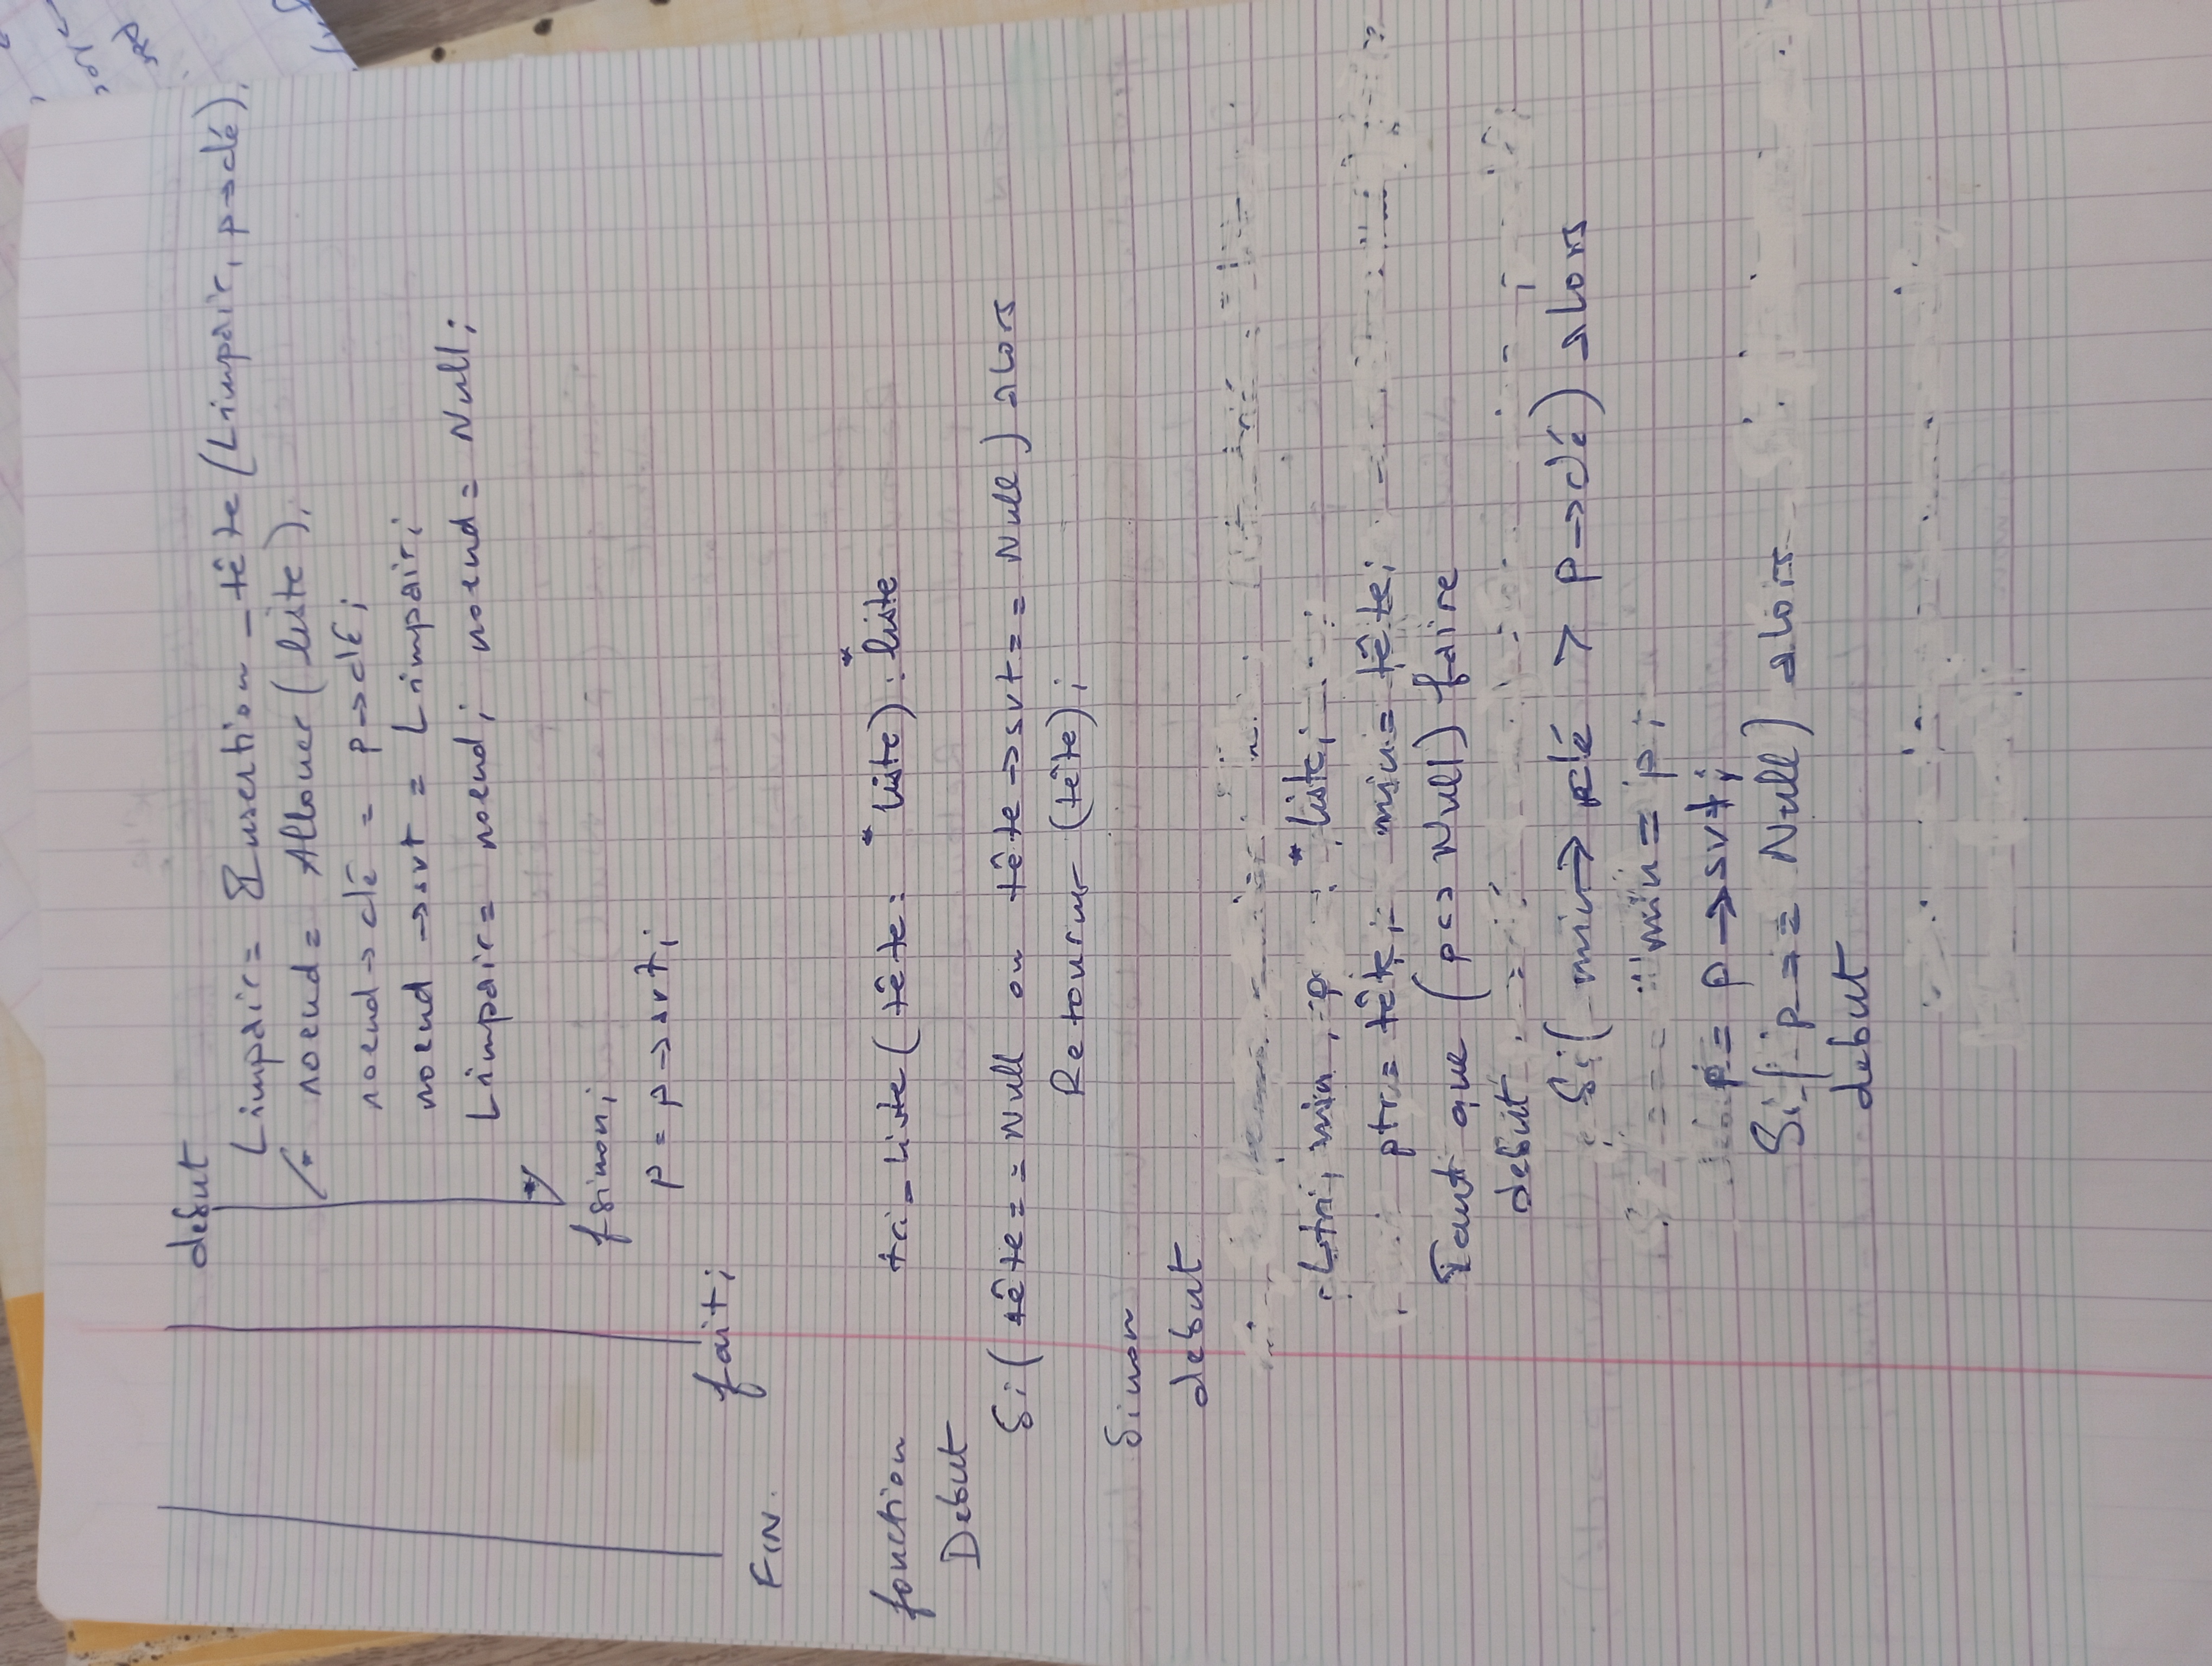 debut
Limpair = Insertion_tête (Limpair, p→clé),
/* noeud = Allouer (liste),
noeud → clé = p→clé;
noeud → svt = Limpair;
Limpair = noeud; noeud = Null;
*/
fsinon;
p = p→svt;
fait;
FIN.
fonction tri_liste (tête : *liste) : *liste
Debut
Si (tête == Null ou tête→svt == Null) alors
Retourner (tête);
Sinon
debut
Ltri, min, p : *liste;
ptr = tête; min = tête;
Tant que (p<>Null) faire
debut
Si (min→clé > p→clé) alors
min = p;
p = p→svt;
Si (p == Null) alors
debut